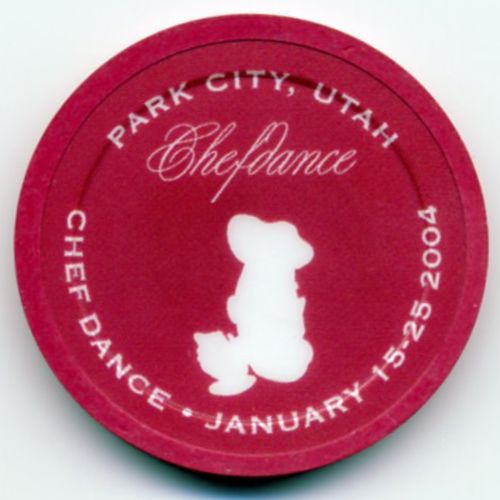 PARK CITY, UTAH
Chefdance
CHEF DANCE • JANUARY 15-25 2004